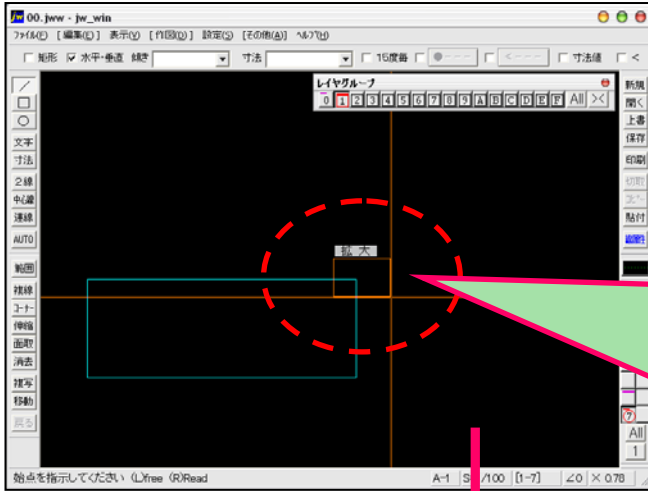 00.jww - jw_win
ﾌｧｲﾙ(F) [編集(E)] 表示(V) [作図(D)] 設定(S) [その他(A)] ﾍﾙﾌﾟ(H)
矩形 水平・垂直 傾き 寸法 15度毎 ●--- <--- 寸法値 <
レイヤグループ
0 1 2 3 4 5 6 7 8 9 A B C D E F All ><
拡大
文字
寸法
2線
中心線
連線
AUTO
範囲
複線
ｺｰﾅｰ
伸縮
面取
消去
複写
移動
戻る
新規
開く
上書
保存
印刷
切取
ｺﾋﾟｰ
貼付
線属性
7
All
1
始点を指示してください (L)free (R)Read A-1 /100 [1-7] ∠0 × 0.78